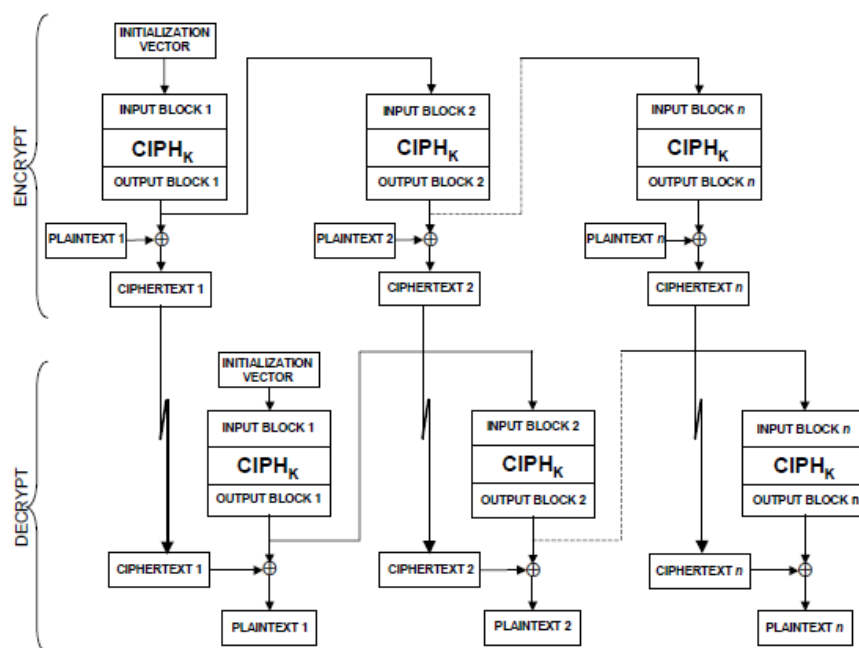 INITIALIZATION
VECTOR
INPUT BLOCK 1
INPUT BLOCK 2
INPUT BLOCK n
CIPHK
CIPHK
CIPHK
OUTPUT BLOCK 1
OUTPUT BLOCK 2
OUTPUT BLOCK n
ENCRYPT
PLAINTEXT 1
PLAINTEXT 2
PLAINTEXT n
CIPHERTEXT 1
CIPHERTEXT 2
CIPHERTEXT n
INITIALIZATION
VECTOR
INPUT BLOCK 1
INPUT BLOCK 2
INPUT BLOCK n
CIPHK
CIPHK
CIPHK
OUTPUT BLOCK 1
OUTPUT BLOCK 2
OUTPUT BLOCK n
DECRYPT
CIPHERTEXT 1
CIPHERTEXT 2
CIPHERTEXT n
PLAINTEXT 1
PLAINTEXT 2
PLAINTEXT n